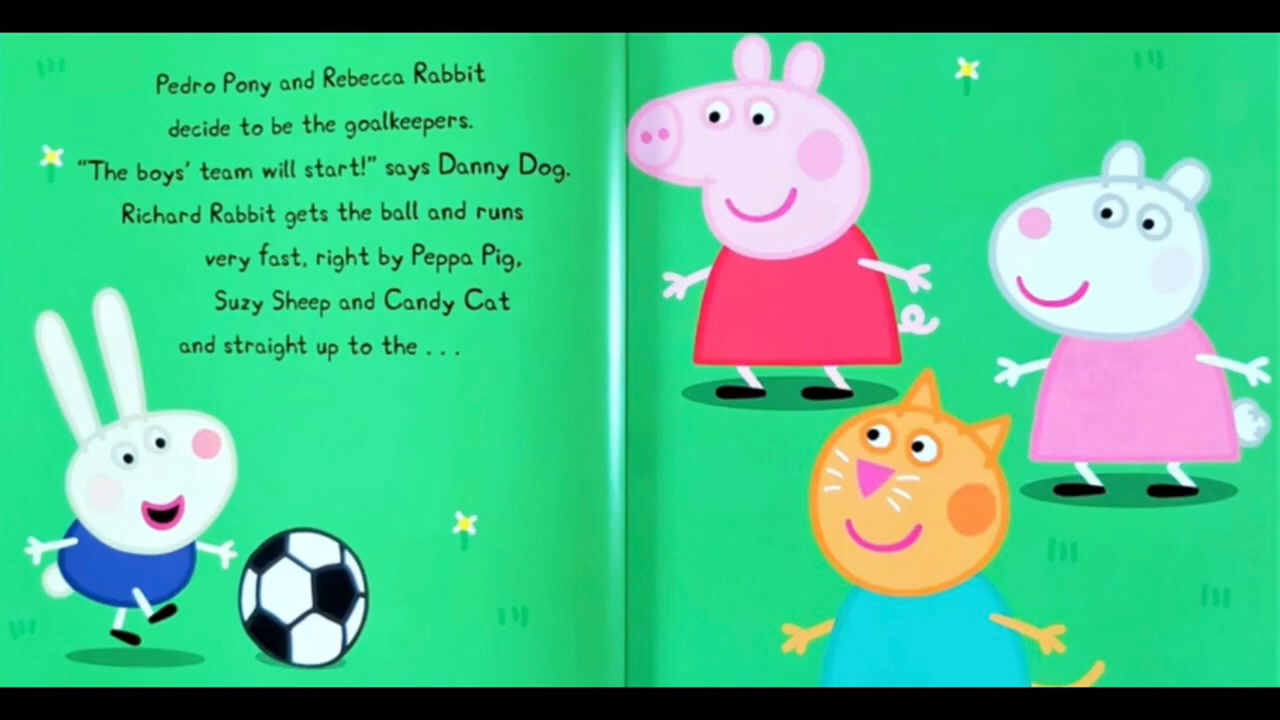 Pedro Pony and Rebecca Rabbit
decide to be the goalkeepers.
“The boys’ team will start!” says Danny Dog.
Richard Rabbit gets the ball and runs
very fast, right by Peppa Pig,
Suzy Sheep and Candy Cat
and straight up to the . . .